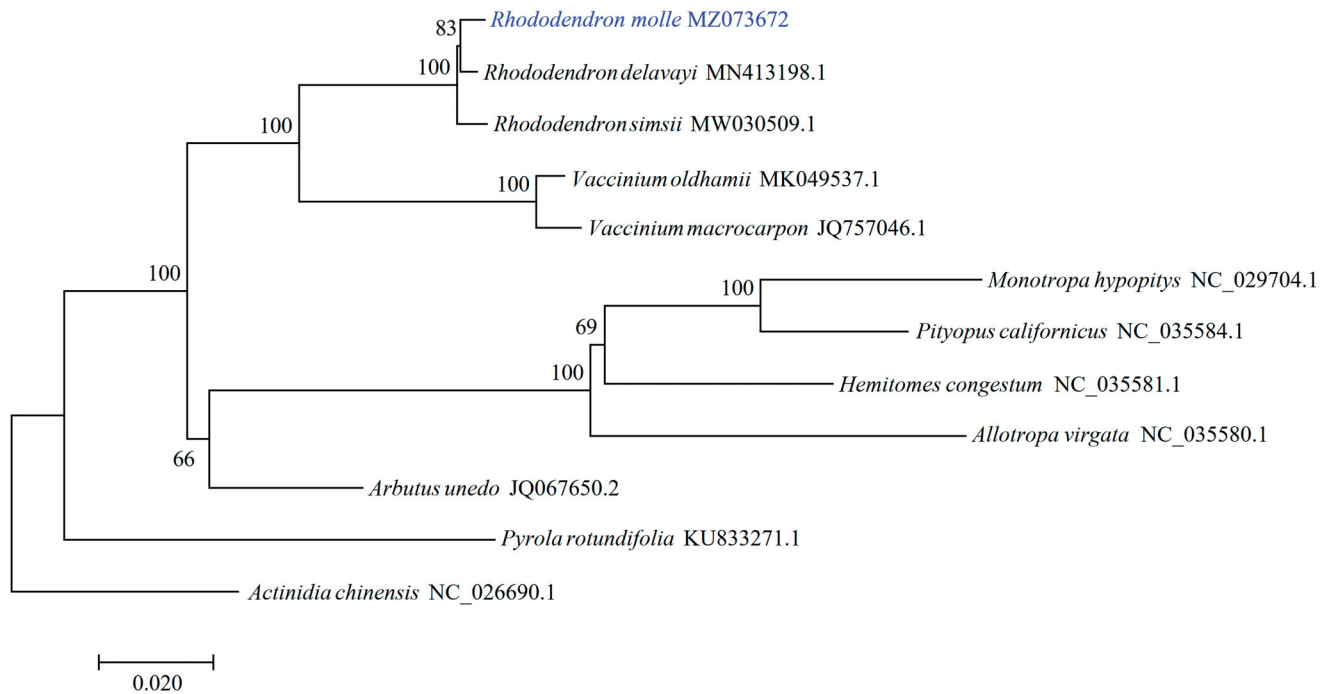 Rhododendron molle MZ073672
83
100
Rhododendron delavayi MN413198.1
100
Rhododendron simsii MW030509.1
100
Vaccinium oldhamii MK049537.1
Vaccinium macrocarpon JQ757046.1
100
100
Monotropa hypopitys NC_029704.1
69
Pityopus californicus NC_035584.1
100
Hemitomes congestum NC_035581.1
Allotropa virgata NC_035580.1
66
Arbutus unedo JQ067650.2
Pyrola rotundifolia KU833271.1
Actinidia chinensis NC_026690.1
0.020